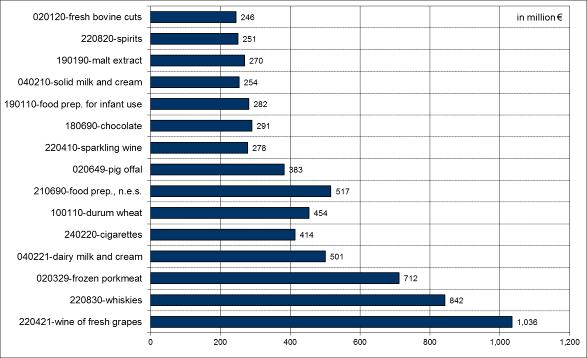 in million €
020120-fresh bovine cuts 246
220820-spirits 251
190190-malt extract 270
040210-solid milk and cream 254
190110-food prep. for infant use 282
180690-chocolate 291
220410-sparkling wine 278
020649-pig offal 383
210690-food prep., n.e.s. 517
100110-durum wheat 454
240220-cigarettes 414
040221-dairy milk and cream 501
020329-frozen porkmeat 712
220830-whiskies 842
220421-wine of fresh grapes 1,036
0 200 400 600 800 1,000 1,200